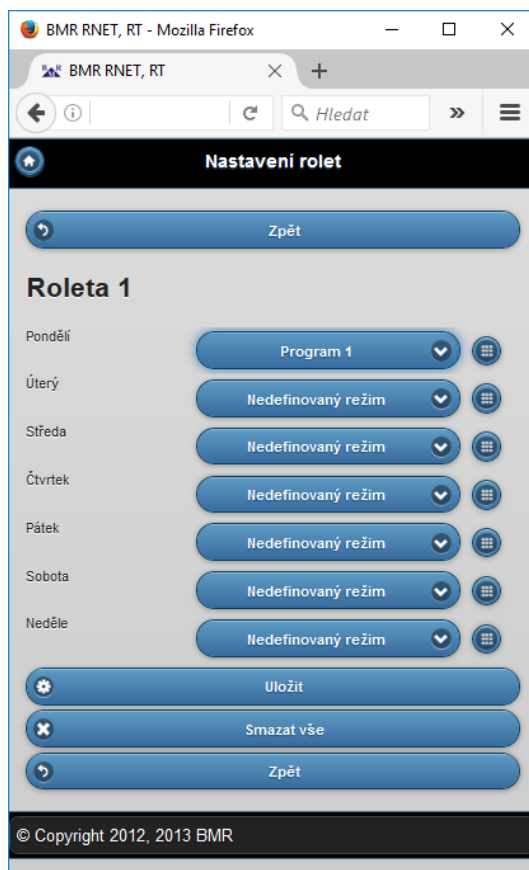 BMR RNET, RT - Mozilla Firefox
BMR RNET, RT
Hledat
Nastavení rolet
Zpět
Roleta 1
Pondělí
Program 1
Úterý
Nedefinovaný režim
Středa
Nedefinovaný režim
Čtvrtek
Nedefinovaný režim
Pátek
Nedefinovaný režim
Sobota
Nedefinovaný režim
Neděle
Nedefinovaný režim
Uložit
Smazat vše
Zpět
© Copyright 2012, 2013 BMR